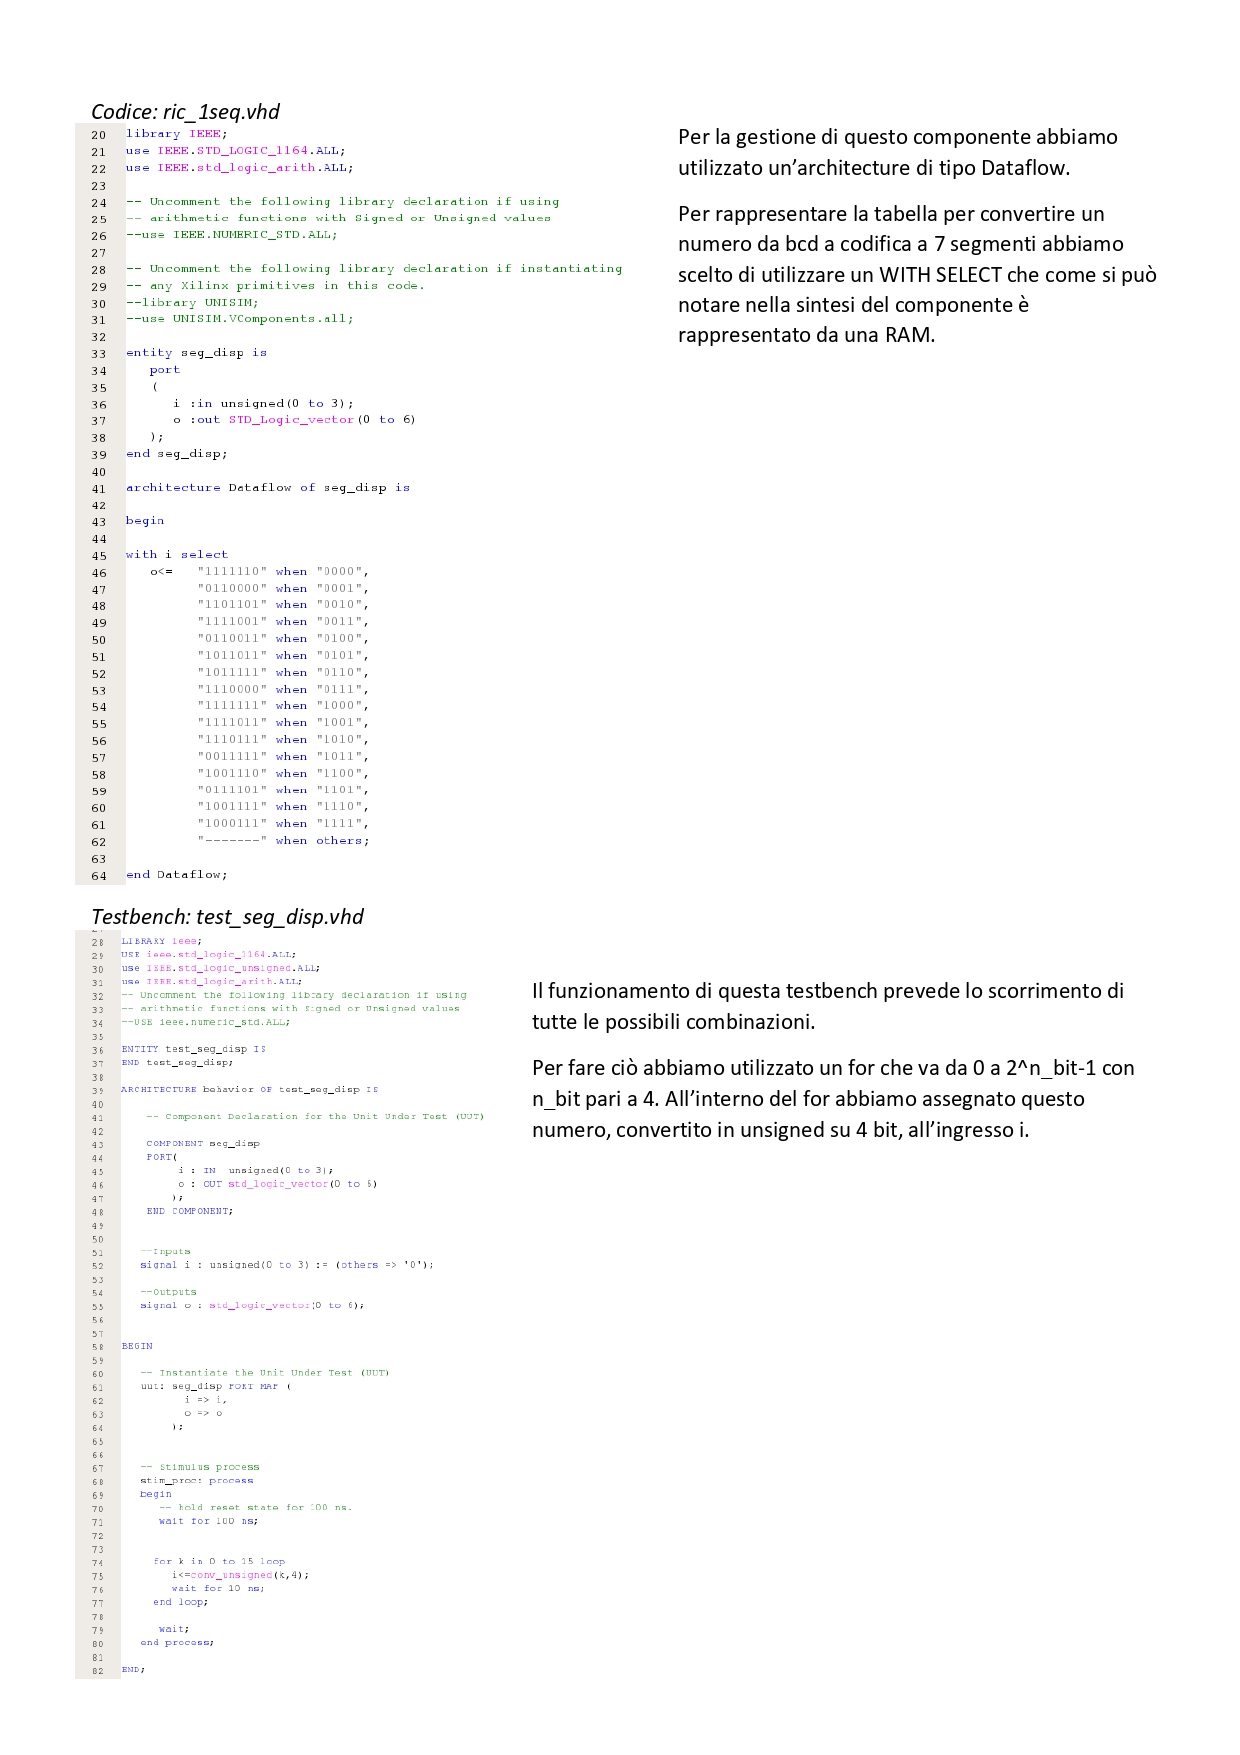 Codice: ric_1seq.vhd
20 library IEEE;
21 use IEEE.STD_LOGIC_1164.ALL;
22 use IEEE.std_logic_arith.ALL;
23
24 -- Uncomment the following library declaration if using
25 -- arithmetic functions with Signed or Unsigned values
26 --use IEEE.NUMERIC_STD.ALL;
27
28 -- Uncomment the following library declaration if instantiating
29 -- any Xilinx primitives in this code.
30 --library UNISIM;
31 --use UNISIM.VComponents.all;
32
33 entity seg_disp is
34 port
35 (
36 i :in unsigned(0 to 3);
37 o :out STD_Logic_vector(0 to 6)
38 );
39 end seg_disp;
40
41 architecture Dataflow of seg_disp is
42
43 begin
44
45 with i select
46 o<= "1111110" when "0000",
47 "0110000" when "0001",
48 "1101101" when "0010",
49 "1111001" when "0011",
50 "0110011" when "0100",
51 "1011011" when "0101",
52 "1011111" when "0110",
53 "1110000" when "0111",
54 "1111111" when "1000",
55 "1111011" when "1001",
56 "1110111" when "1010",
57 "0011111" when "1011",
58 "1001110" when "1100",
59 "0111101" when "1101",
60 "1001111" when "1110",
61 "1000111" when "1111",
62 "-------" when others;
63
64 end Dataflow;
Per la gestione di questo componente abbiamo
utilizzato un’architecture di tipo Dataflow.
Per rappresentare la tabella per convertire un
numero da bcd a codifica a 7 segmenti abbiamo
scelto di utilizzare un WITH SELECT che come si può
notare nella sintesi del componente è
rappresentato da una RAM.
Testbench: test_seg_disp.vhd
28 LIBRARY ieee;
29 USE ieee.std_logic_1164.ALL;
30 use IEEE.std_logic_unsigned.ALL;
31 use IEEE.std_logic_arith.ALL;
32 -- Uncomment the following library declaration if using
33 -- arithmetic functions with Signed or Unsigned values
34 --USE ieee.numeric_std.ALL;
35
36 ENTITY test_seg_disp IS
37 END test_seg_disp;
38
39 ARCHITECTURE behavior OF test_seg_disp IS
40
41 -- Component Declaration for the Unit Under Test (UUT)
42
43 COMPONENT seg_disp
44 PORT(
45 i : IN unsigned(0 to 3);
46 o : OUT std_logic_vector(0 to 6)
47 );
48 END COMPONENT;
49
50
51 --Inputs
52 signal i : unsigned(0 to 3) := (others => '0');
53
54 --Outputs
55 signal o : std_logic_vector(0 to 6);
56
57
58 BEGIN
59
60 -- Instantiate the Unit Under Test (UUT)
61 uut: seg_disp PORT MAP (
62 i => i,
63 o => o
64 );
65
66
67 -- Stimulus process
68 stim_proc: process
69 begin
70 -- hold reset state for 100 ns.
71 wait for 100 ns;
72
73
74 for k in 0 to 15 loop
75 i<=conv_unsigned(k,4);
76 wait for 10 ns;
77 end loop;
78
79 wait;
80 end process;
81
82 END;
Il funzionamento di questa testbench prevede lo scorrimento di
tutte le possibili combinazioni.
Per fare ciò abbiamo utilizzato un for che va da 0 a 2^n_bit-1 con
n_bit pari a 4. All’interno del for abbiamo assegnato questo
numero, convertito in unsigned su 4 bit, all’ingresso i.